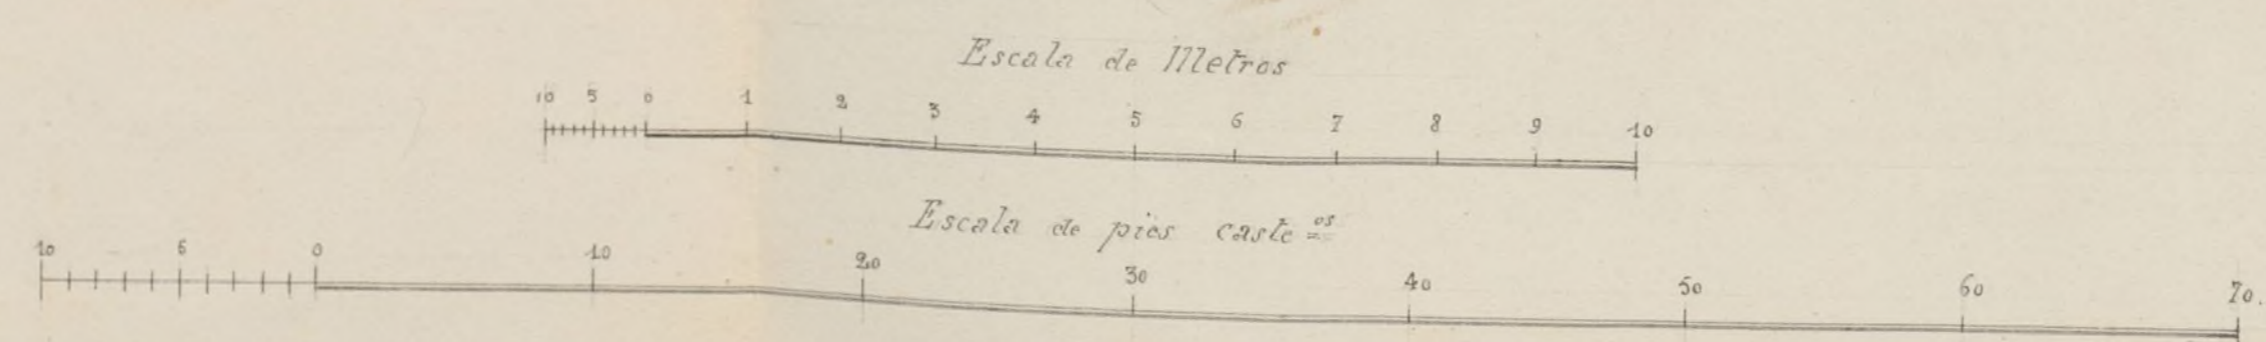 Escala de Metros
10 5 0 1 2 3 4 5 6 7 8 9 10
Escala de pies caste os
10 5 0 10 20 30 40 50 60 70.